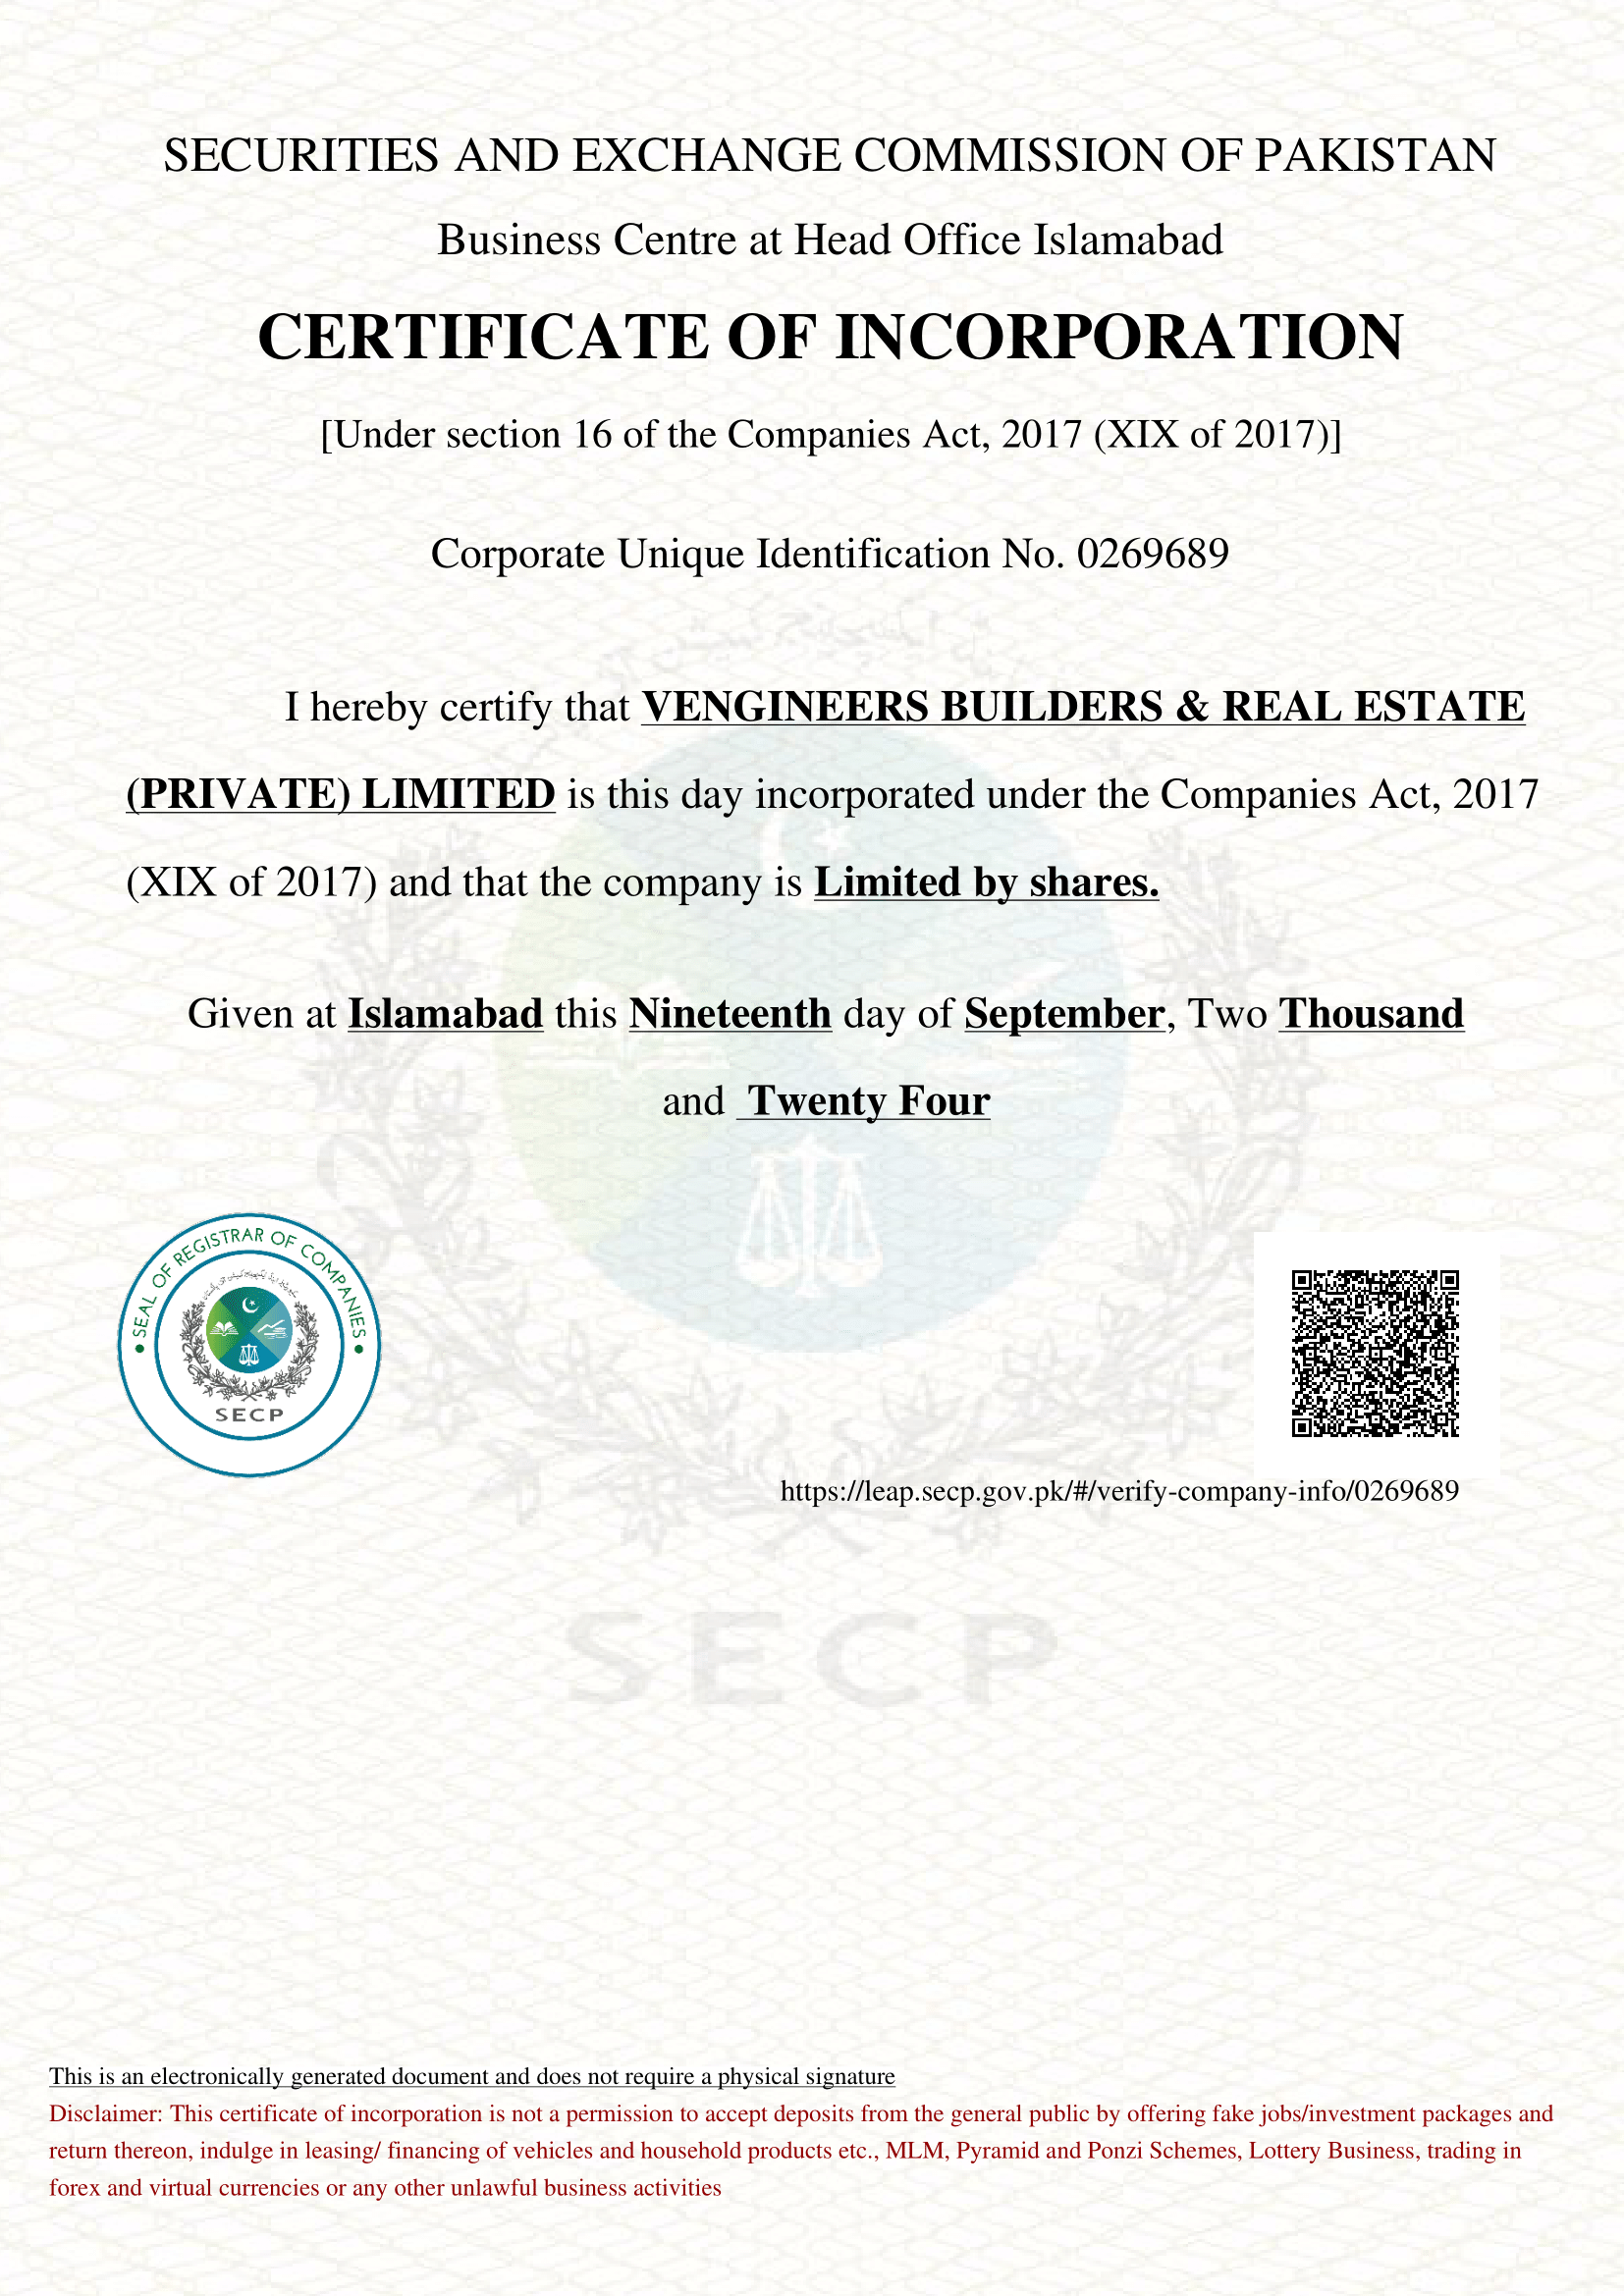 SECURITIES AND EXCHANGE COMMISSION OF PAKISTAN
Business Centre at Head Office Islamabad
CERTIFICATE OF INCORPORATION
[Under section 16 of the Companies Act, 2017 (XIX of 2017)]
Corporate Unique Identification No. 0269689
I hereby certify that VENGINEERS BUILDERS & REAL ESTATE
(PRIVATE) LIMITED is this day incorporated under the Companies Act, 2017
(XIX of 2017) and that the company is Limited by shares.
Given at Islamabad this Nineteenth day of September, Two Thousand
and Twenty Four
SEAL OF REGISTRAR OF COMPANIES
SECP
https://leap.secp.gov.pk/#/verify-company-info/0269689
SECP
This is an electronically generated document and does not require a physical signature
Disclaimer: This certificate of incorporation is not a permission to accept deposits from the general public by offering fake jobs/investment packages and
return thereon, indulge in leasing/ financing of vehicles and household products etc., MLM, Pyramid and Ponzi Schemes, Lottery Business, trading in
forex and virtual currencies or any other unlawful business activities